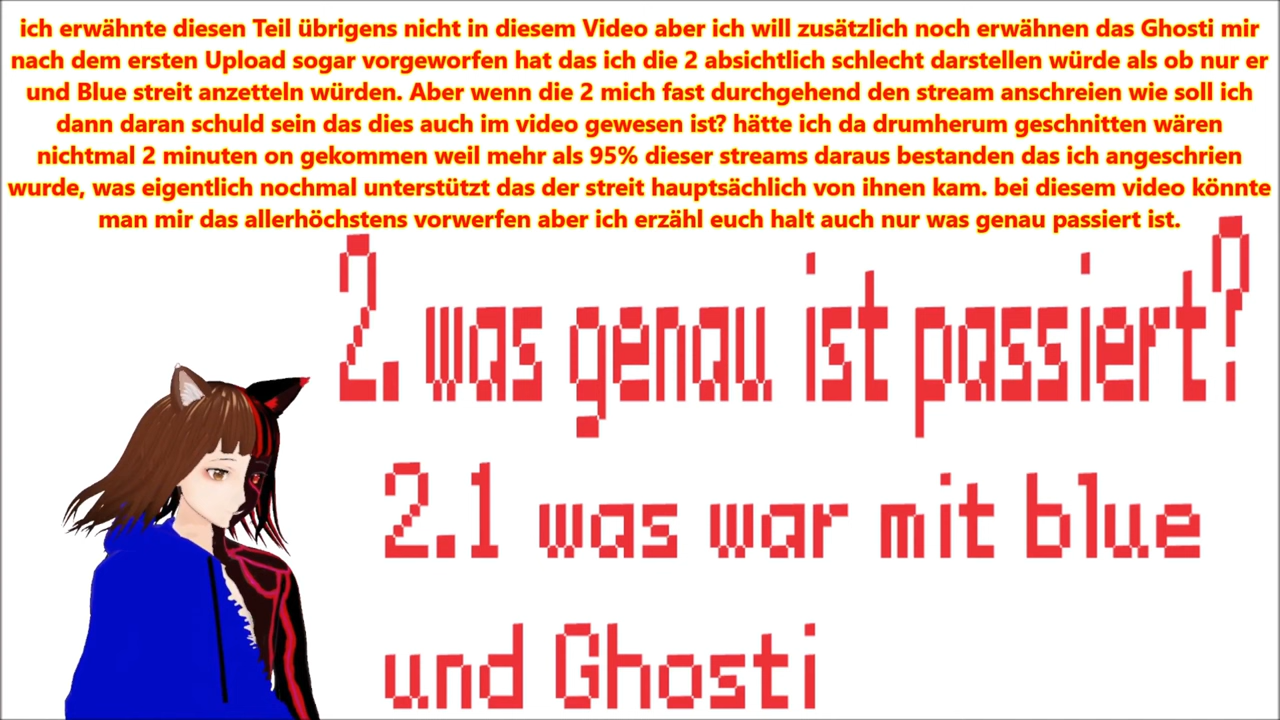 ich erwähnte diesen Teil übrigens nicht in diesem Video aber ich will zusätzlich noch erwähnen das Ghosti mir
nach dem ersten Upload sogar vorgeworfen hat das ich die 2 absichtlich schlecht darstellen würde als ob nur er
und Blue streit anzetteln würden. Aber wenn die 2 mich fast durchgehend den stream anschreien wie soll ich
dann daran schuld sein das dies auch im video gewesen ist? hätte ich da drumherum geschnitten wären
nichtmal 2 minuten on gekommen weil mehr als 95% dieser streams daraus bestanden das ich angeschrien
wurde, was eigentlich nochmal unterstützt das der streit hauptsächlich von ihnen kam. bei diesem video könnte
man mir das allerhöchstens vorwerfen aber ich erzähl euch halt auch nur was genau passiert ist.
2. was genau ist passiert?
2.1 was war mit blue
und Ghosti